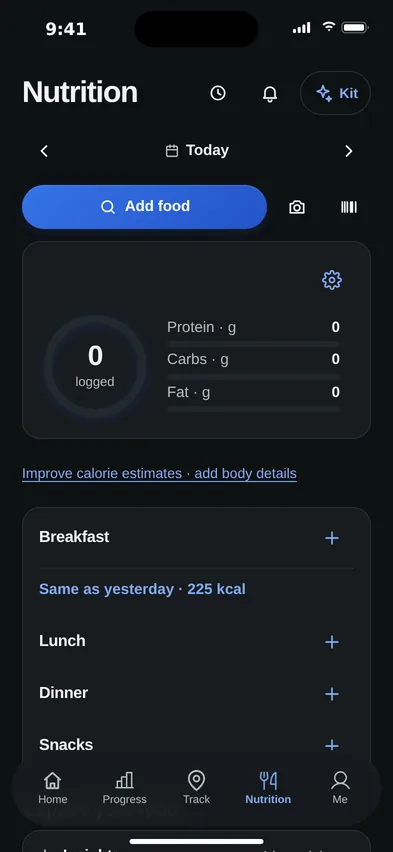 9:41
Nutrition
Kit
Today
Add food
0
logged
Protein · g 0
Carbs · g 0
Fat · g 0
Improve calorie estimates · add body details
Breakfast
Same as yesterday · 225 kcal
Lunch
Dinner
Snacks
Home Progress Track Nutrition Me